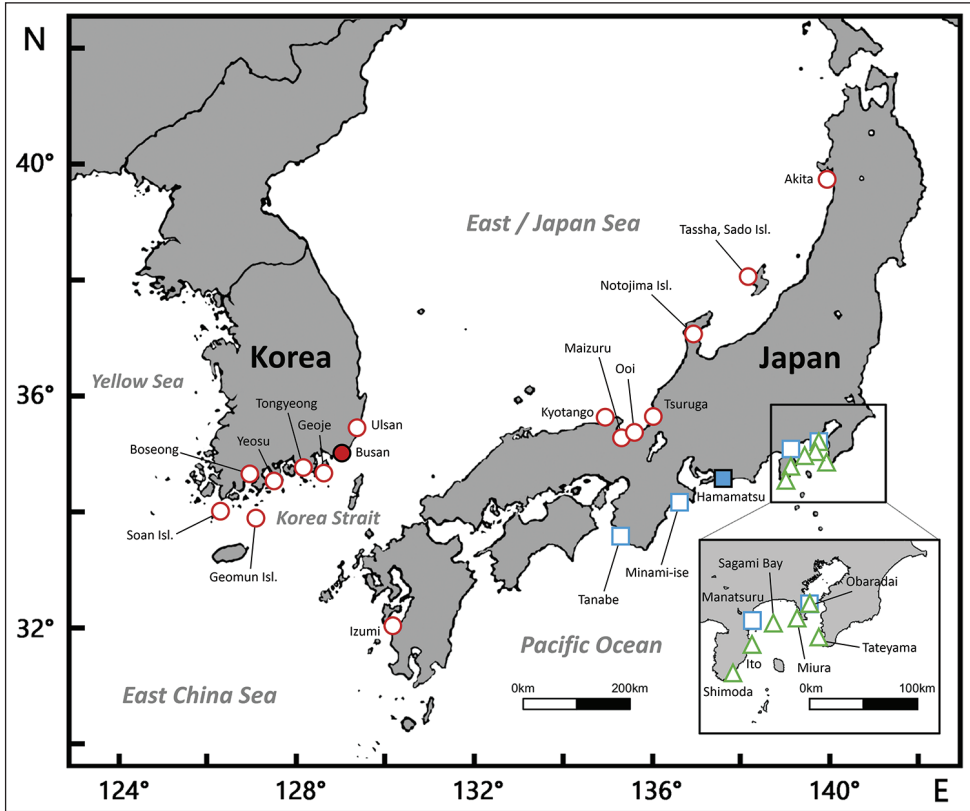 N
40°
36°
32°
124°
128°
132°
136°
140°
E
East / Japan Sea
Akita
Tassha, Sado Isl.
Notojima Isl.
Maizuru
Ooi
Kyotango
Tsuruga
Korea
Japan
Yellow Sea
Tongyeong
Geoje
Ulsan
Yeosu
Busan
Boseong
Korea Strait
Soan Isl.
Geomun Isl.
Hamamatsu
Minami-ise
Tanabe
Izumi
Pacific Ocean
East China Sea
0km 200km
Sagami Bay
Obaradai
Manatsuru
Tateyama
Ito
Miura
Shimoda
0km 100km